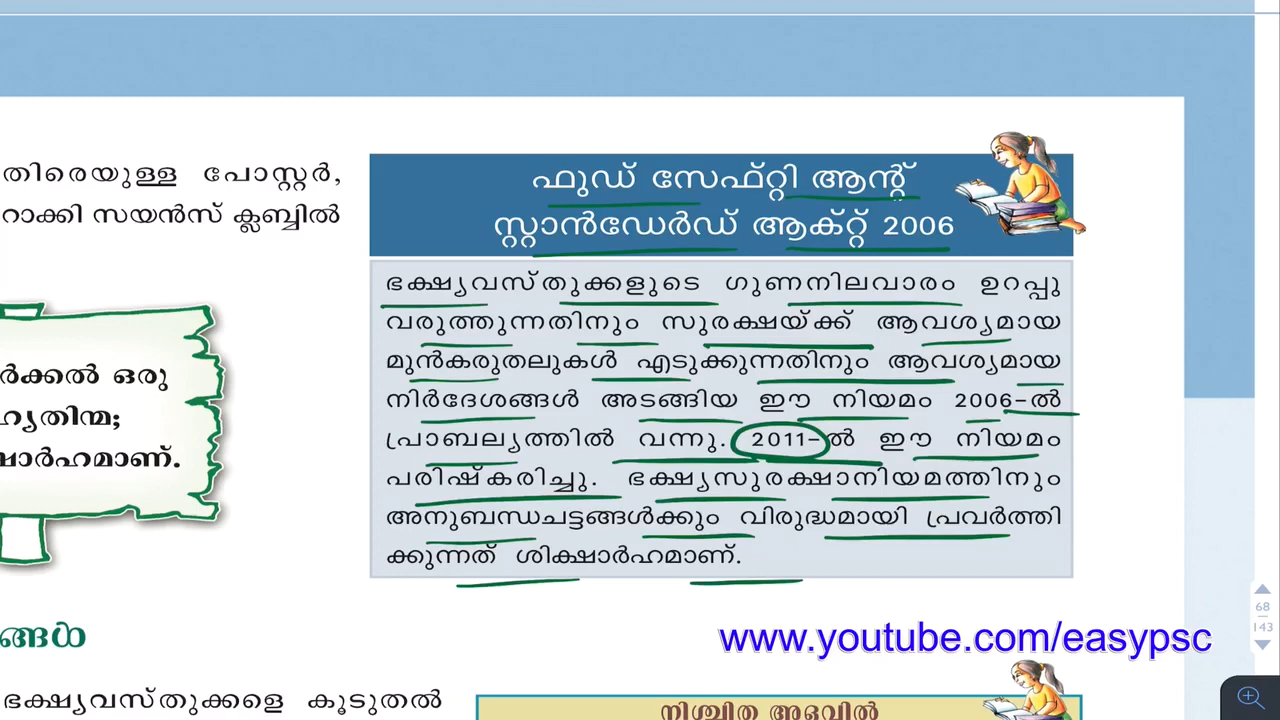 തിരെയുള്ള പോസ്റ്റർ,
റാക്കി സയൻസ് ക്ലബ്ബിൽ
ർക്കൽ ഒരു
ഹ്യതിന്മ;
ഷാർഹമാണ്.
ങ്ങൾ
ഭക്ഷ്യവസ്തുക്കളെ കൂടുതൽ
ഫുഡ് സേഫ്റ്റി ആന്റ്
സ്റ്റാൻഡേർഡ് ആക്റ്റ് 2006
ഭക്ഷ്യവസ്തുക്കളുടെ ഗുണനിലവാരം ഉറപ്പു
വരുത്തുന്നതിനും സുരക്ഷയ്ക്ക് ആവശ്യമായ
മുൻകരുതലുകൾ എടുക്കുന്നതിനും ആവശ്യമായ
നിർദേശങ്ങൾ അടങ്ങിയ ഈ നിയമം 2006-ൽ
പ്രാബല്യത്തിൽ വന്നു. 2011-ൽ ഈ നിയമം
പരിഷ്കരിച്ചു. ഭക്ഷ്യസുരക്ഷാനിയമത്തിനും
അനുബന്ധചട്ടങ്ങൾക്കും വിരുദ്ധമായി പ്രവർത്തി
ക്കുന്നത് ശിക്ഷാർഹമാണ്.
www.youtube.com/easypsc
നിശ്ചിത അളവിൽ
68
143